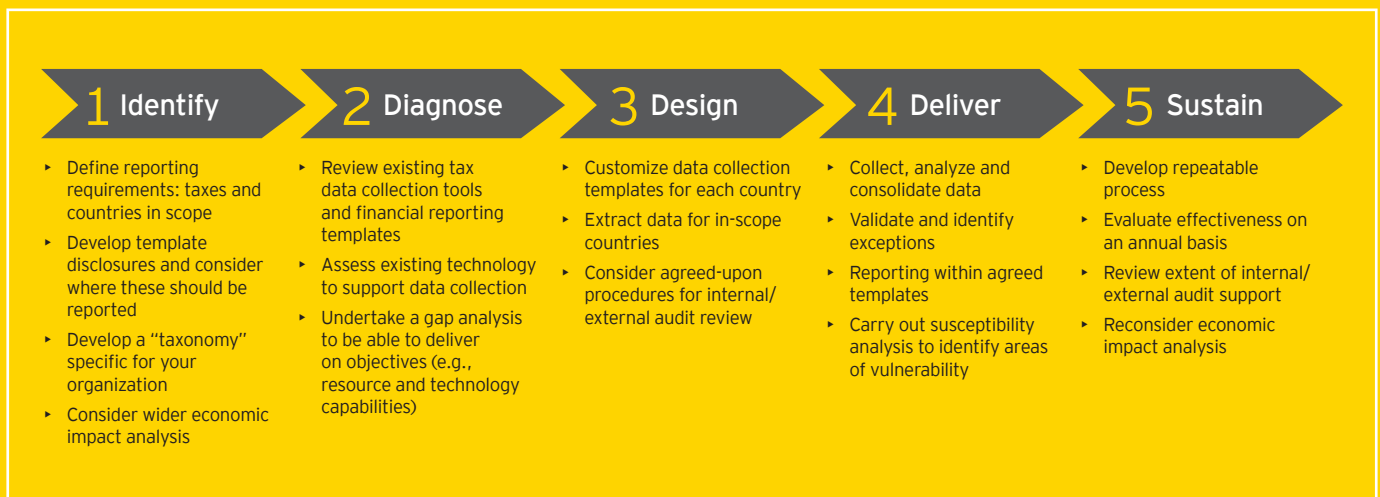 1 Identify
▸ Define reporting
requirements: taxes and
countries in scope
▸ Develop template
disclosures and consider
where these should be
reported
▸ Develop a “taxonomy”
specific for your
organization
▸ Consider wider economic
impact analysis
2 Diagnose
▸ Review existing tax
data collection tools
and financial reporting
templates
▸ Assess existing technology
to support data collection
▸ Undertake a gap analysis
to be able to deliver
on objectives (e.g.,
resource and technology
capabilities)
3 Design
▸ Customize data collection
templates for each country
▸ Extract data for in-scope
countries
▸ Consider agreed-upon
procedures for internal/
external audit review
4 Deliver
▸ Collect, analyze and
consolidate data
▸ Validate and identify
exceptions
▸ Reporting within agreed
templates
▸ Carry out susceptibility
analysis to identify areas
of vulnerability
5 Sustain
▸ Develop repeatable
process
▸ Evaluate effectiveness on
an annual basis
▸ Review extent of internal/
external audit support
▸ Reconsider economic
impact analysis